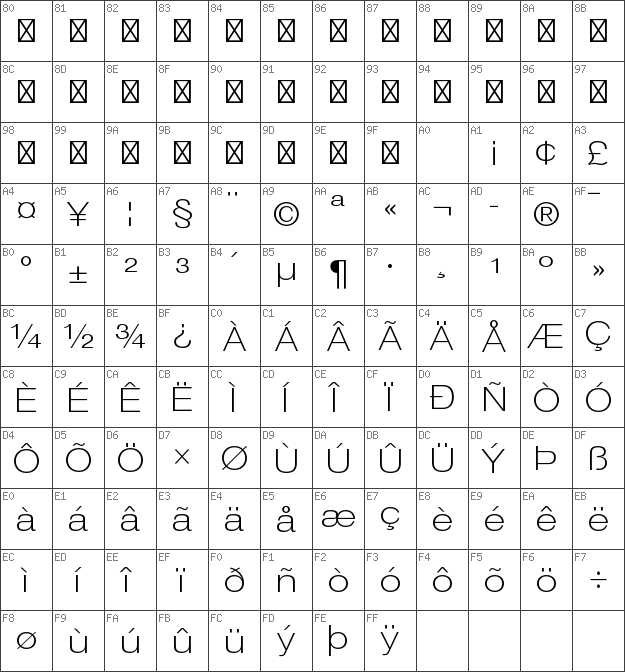 80 81 82 83 84 85 86 87 88 89 8A 8B
8C 8D 8E 8F 90 91 92 93 94 95 96 97
98 99 9A 9B 9C 9D 9E 9F A0 A1 A2 A3
¡ ¢ £
A4 A5 A6 A7 A8 A9 AA AB AC AD AE AF
¤ ¥ ¦ § ¨ © ª « ¬ - ® ¯
B0 B1 B2 B3 B4 B5 B6 B7 B8 B9 BA BB
° ± ² ³ ´ µ ¶ · ¸ ¹ º »
BC BD BE BF C0 C1 C2 C3 C4 C5 C6 C7
¼ ½ ¾ ¿ À Á Â Ã Ä Å Æ Ç
C8 C9 CA CB CC CD CE CF D0 D1 D2 D3
È É Ê Ë Ì Í Î Ï Ð Ñ Ò Ó
D4 D5 D6 D7 D8 D9 DA DB DC DD DE DF
Ô Õ Ö × Ø Ù Ú Û Ü Ý Þ ß
E0 E1 E2 E3 E4 E5 E6 E7 E8 E9 EA EB
à á â ã ä å æ ç è é ê ë
EC ED EE EF F0 F1 F2 F3 F4 F5 F6 F7
ì í î ï ð ñ ò ó ô õ ö ÷
F8 F9 FA FB FC FD FE FF
ø ù ú û ü ý þ ÿ